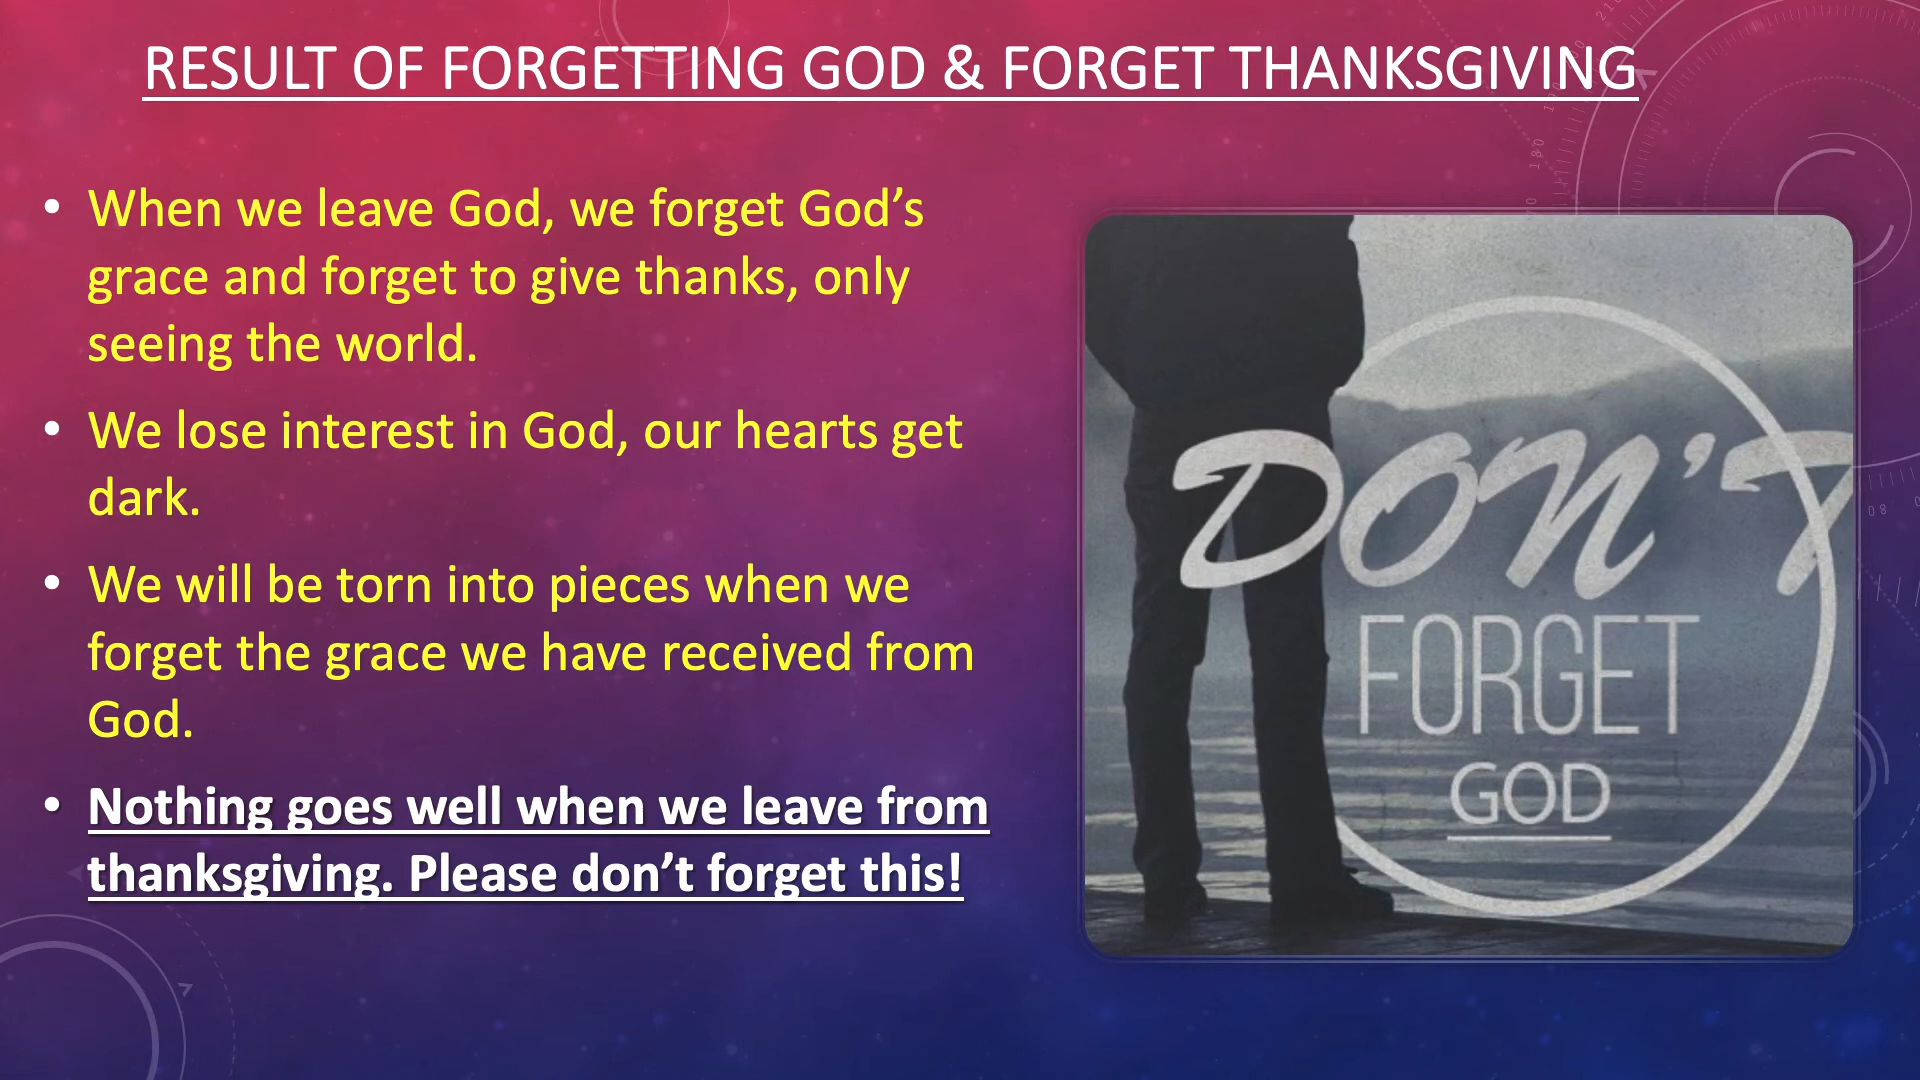 RESULT OF FORGETTING GOD & FORGET THANKSGIVING
• When we leave God, we forget God’s
grace and forget to give thanks, only
seeing the world.
• We lose interest in God, our hearts get
dark.
• We will be torn into pieces when we
forget the grace we have received from
God.
• Nothing goes well when we leave from
thanksgiving. Please don’t forget this!
DON'T
FORGET
GOD
180
80